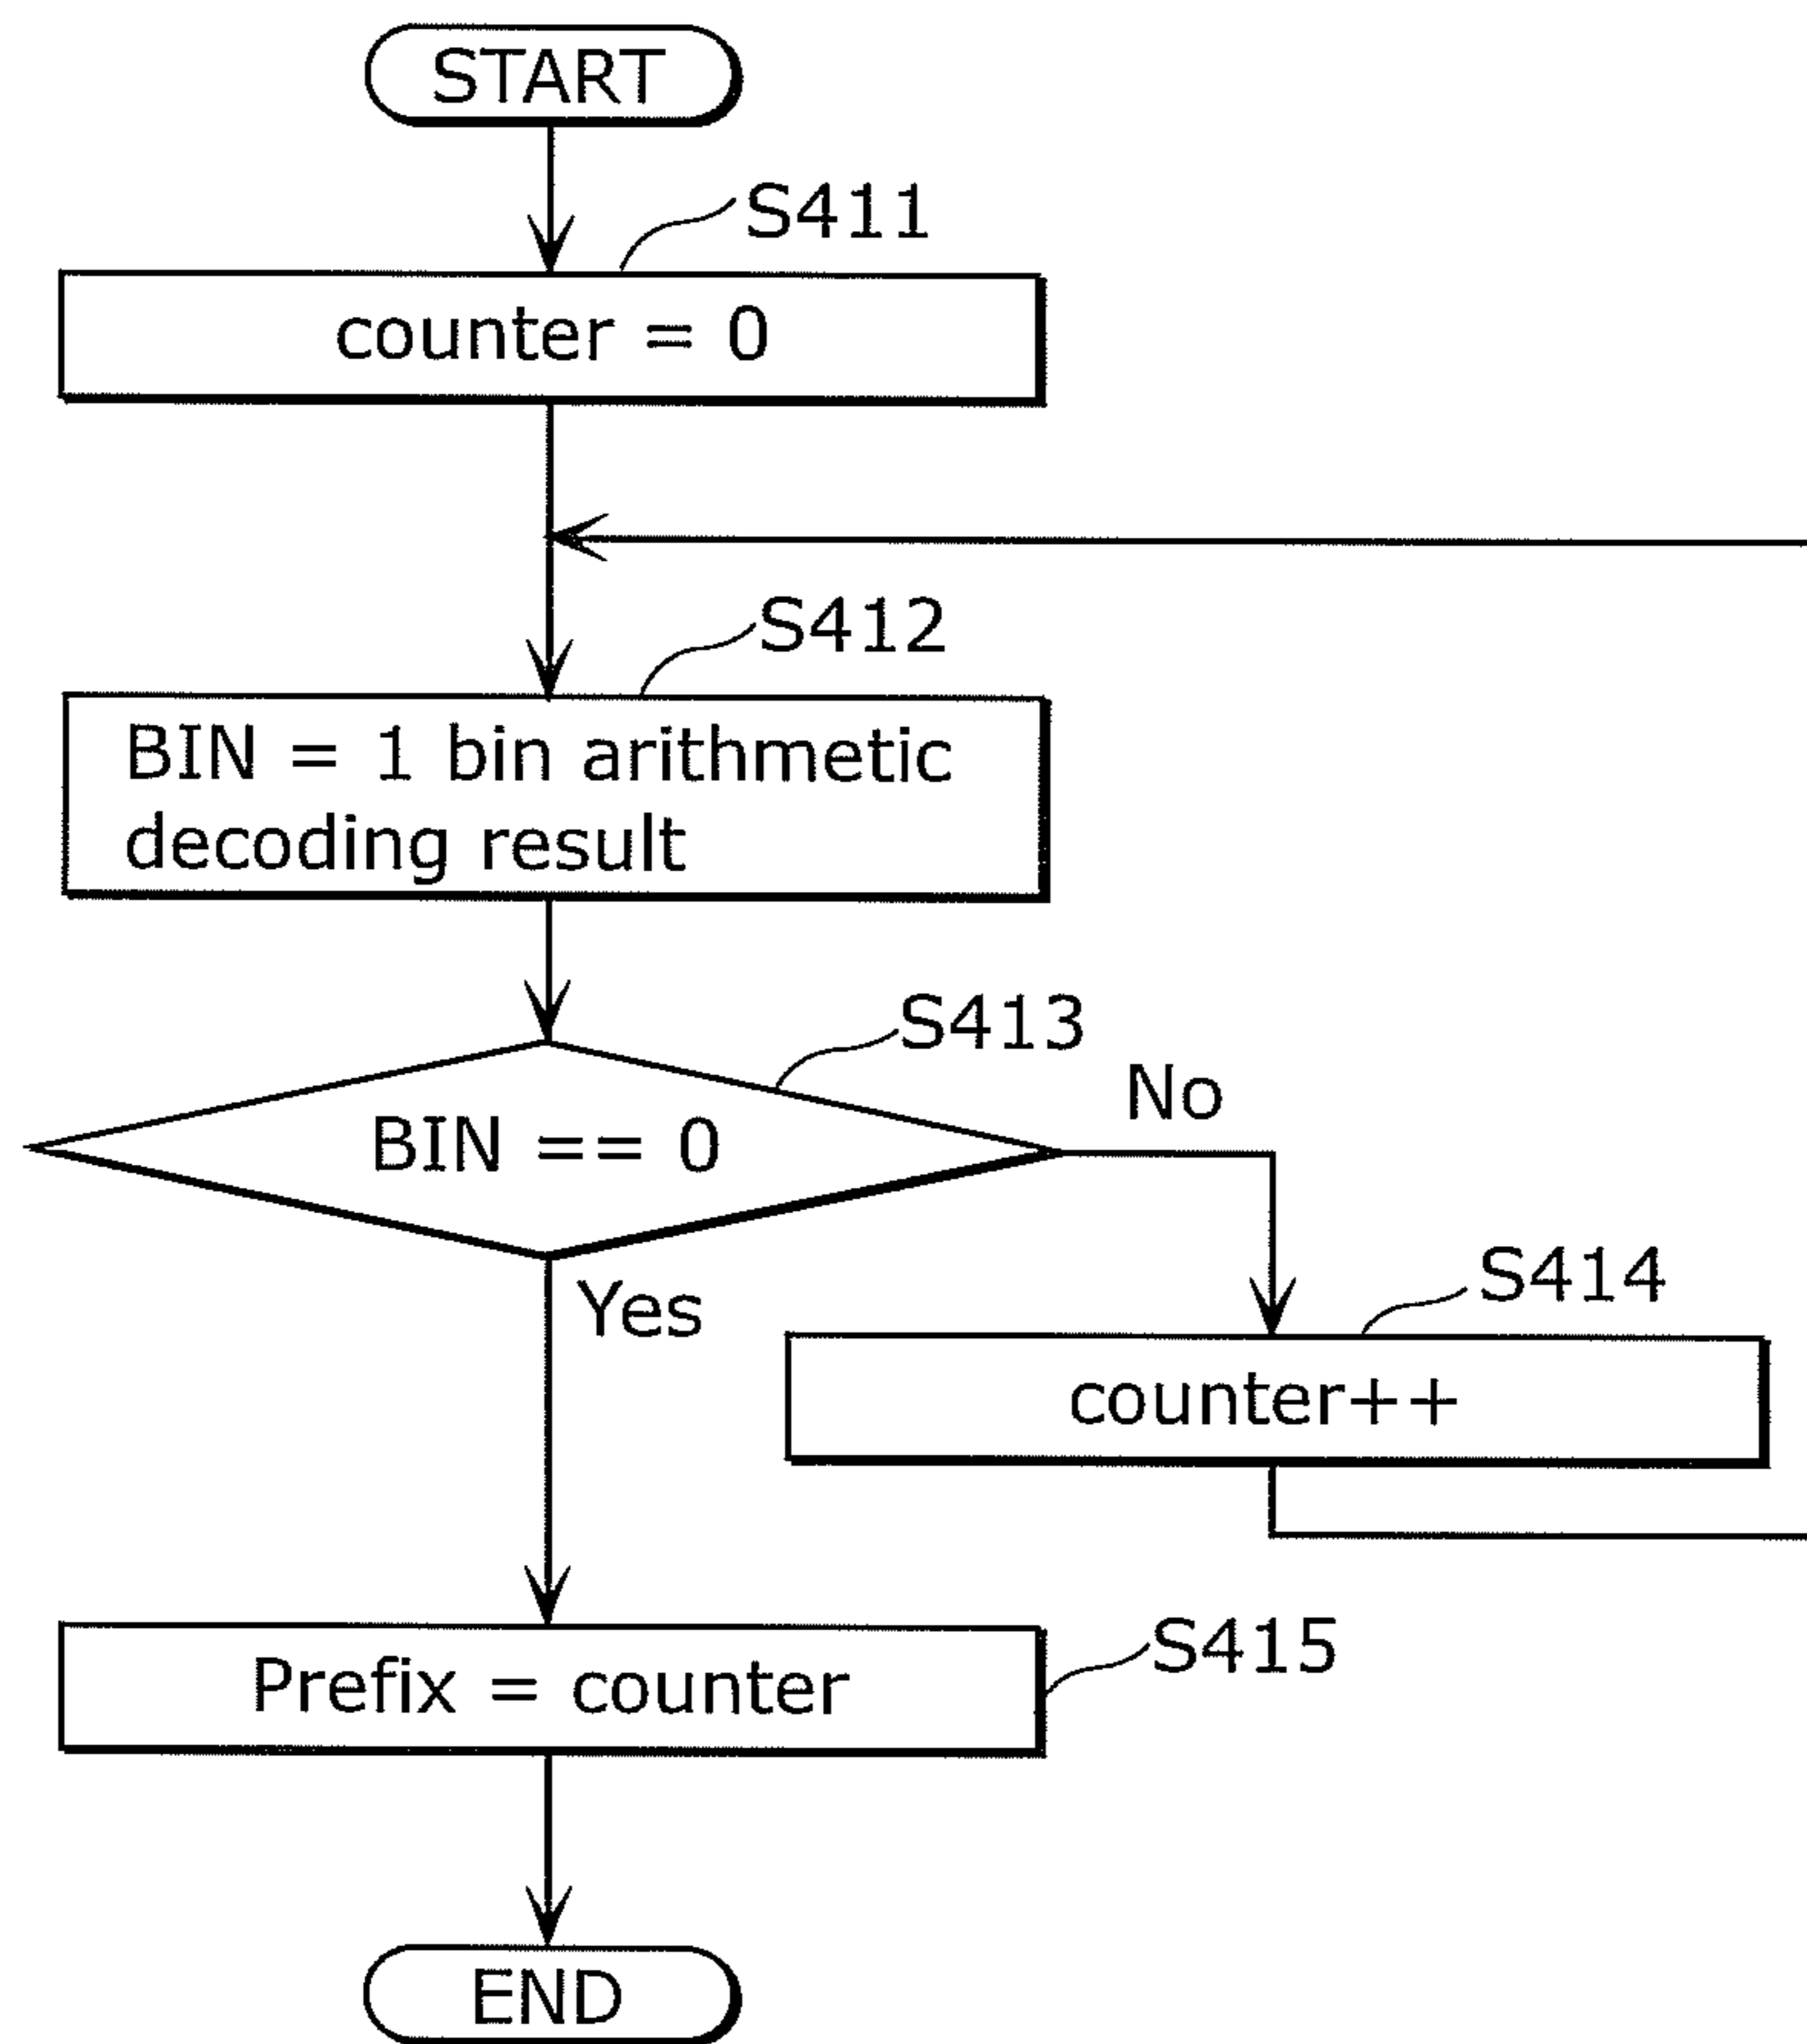 START
S411
counter = 0
S412
BIN = 1 bin arithmetic
decoding result
S413
BIN == 0
No
Yes
S414
counter++
Prefix = counter
S415
END